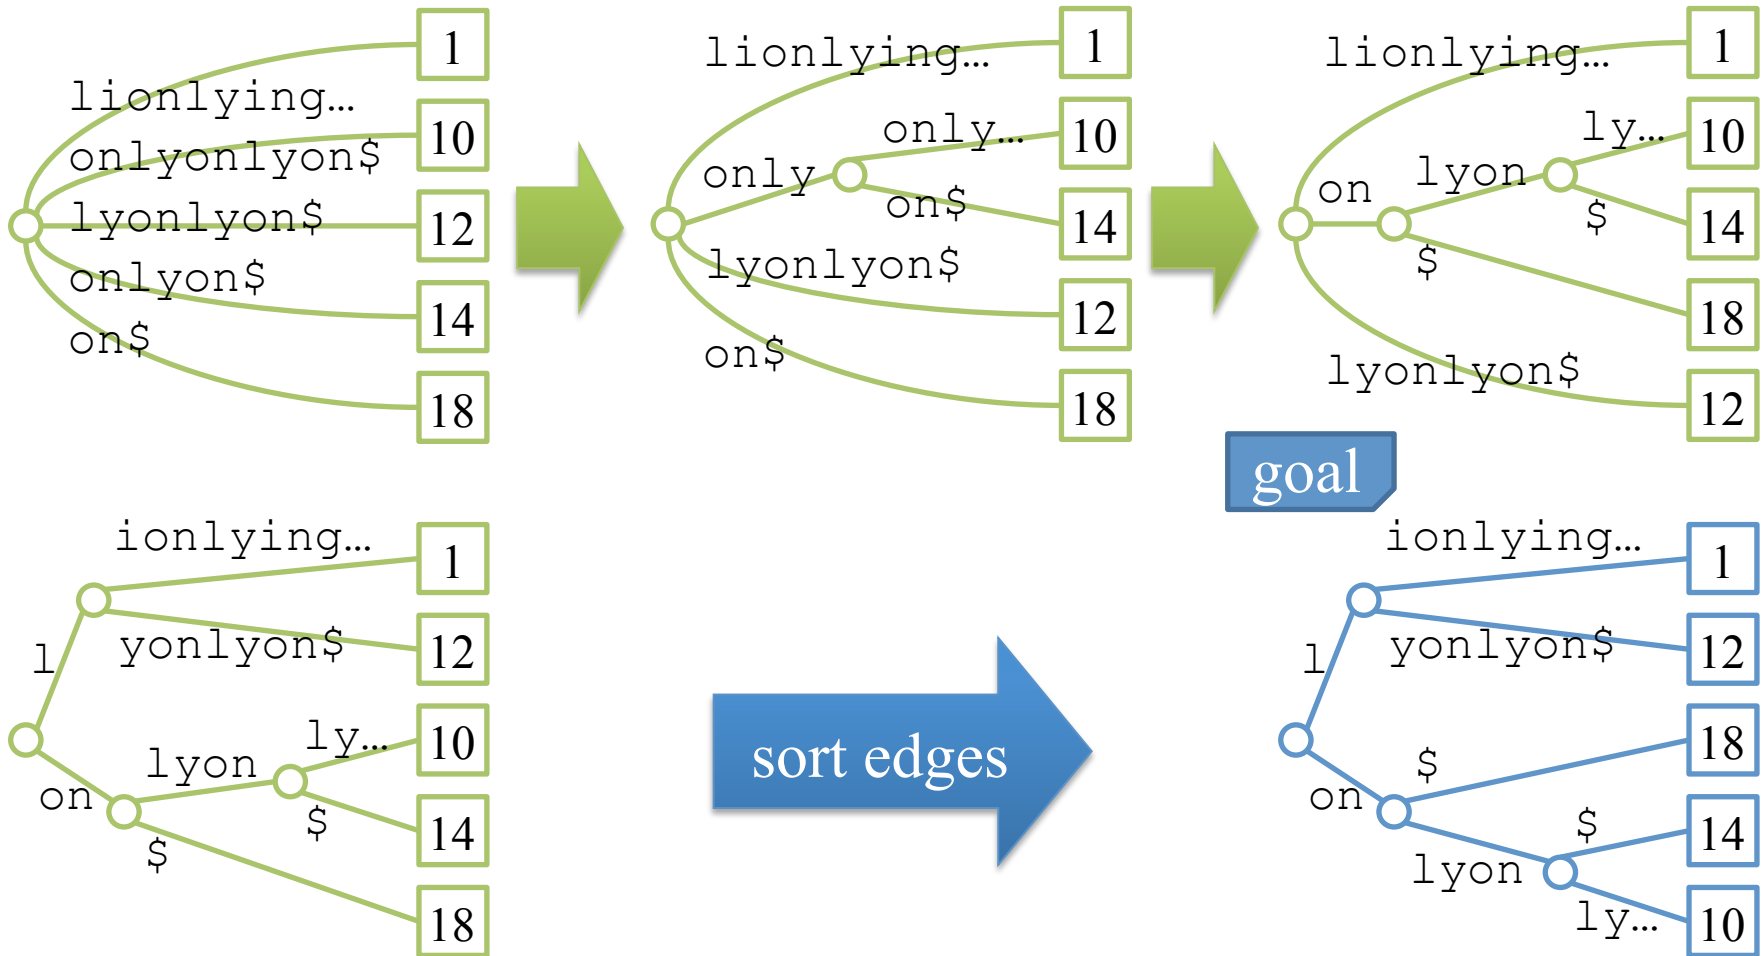 lionlying…
onlyonlyon$
lyonlyon$
onlyon$
on$
1
10
12
14
18
lionlying…
only
only…
on$
lyonlyon$
on$
1
10
14
12
18
lionlying…
on
lyon
ly…
$
$
lyonlyon$
1
10
14
18
12
goal
ionlying…
l
yonlyon$
on
lyon
ly…
$
$
1
12
10
14
18
sort edges
ionlying…
l
yonlyon$
on
$
lyon
$
ly…
1
12
18
14
10